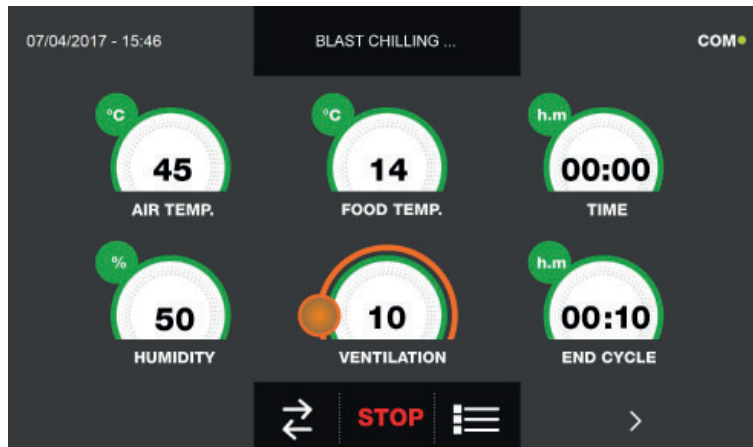 07/04/2017 - 15:46
BLAST CHILLING ...
COM
°C
45
AIR TEMP.
°C
14
FOOD TEMP.
h.m
00:00
TIME
%
50
HUMIDITY
10
VENTILATION
h.m
00:10
END CYCLE
STOP